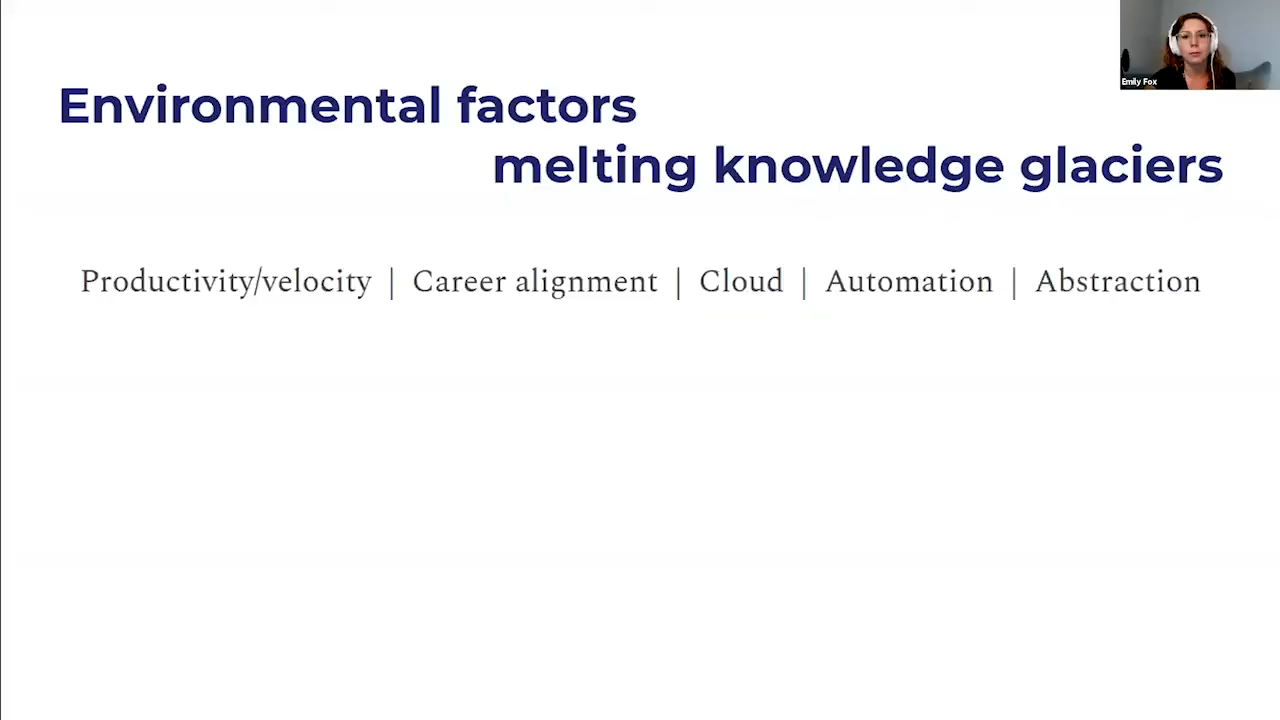 Emily Fox
Environmental factors
melting knowledge glaciers
Productivity/velocity | Career alignment | Cloud | Automation | Abstraction